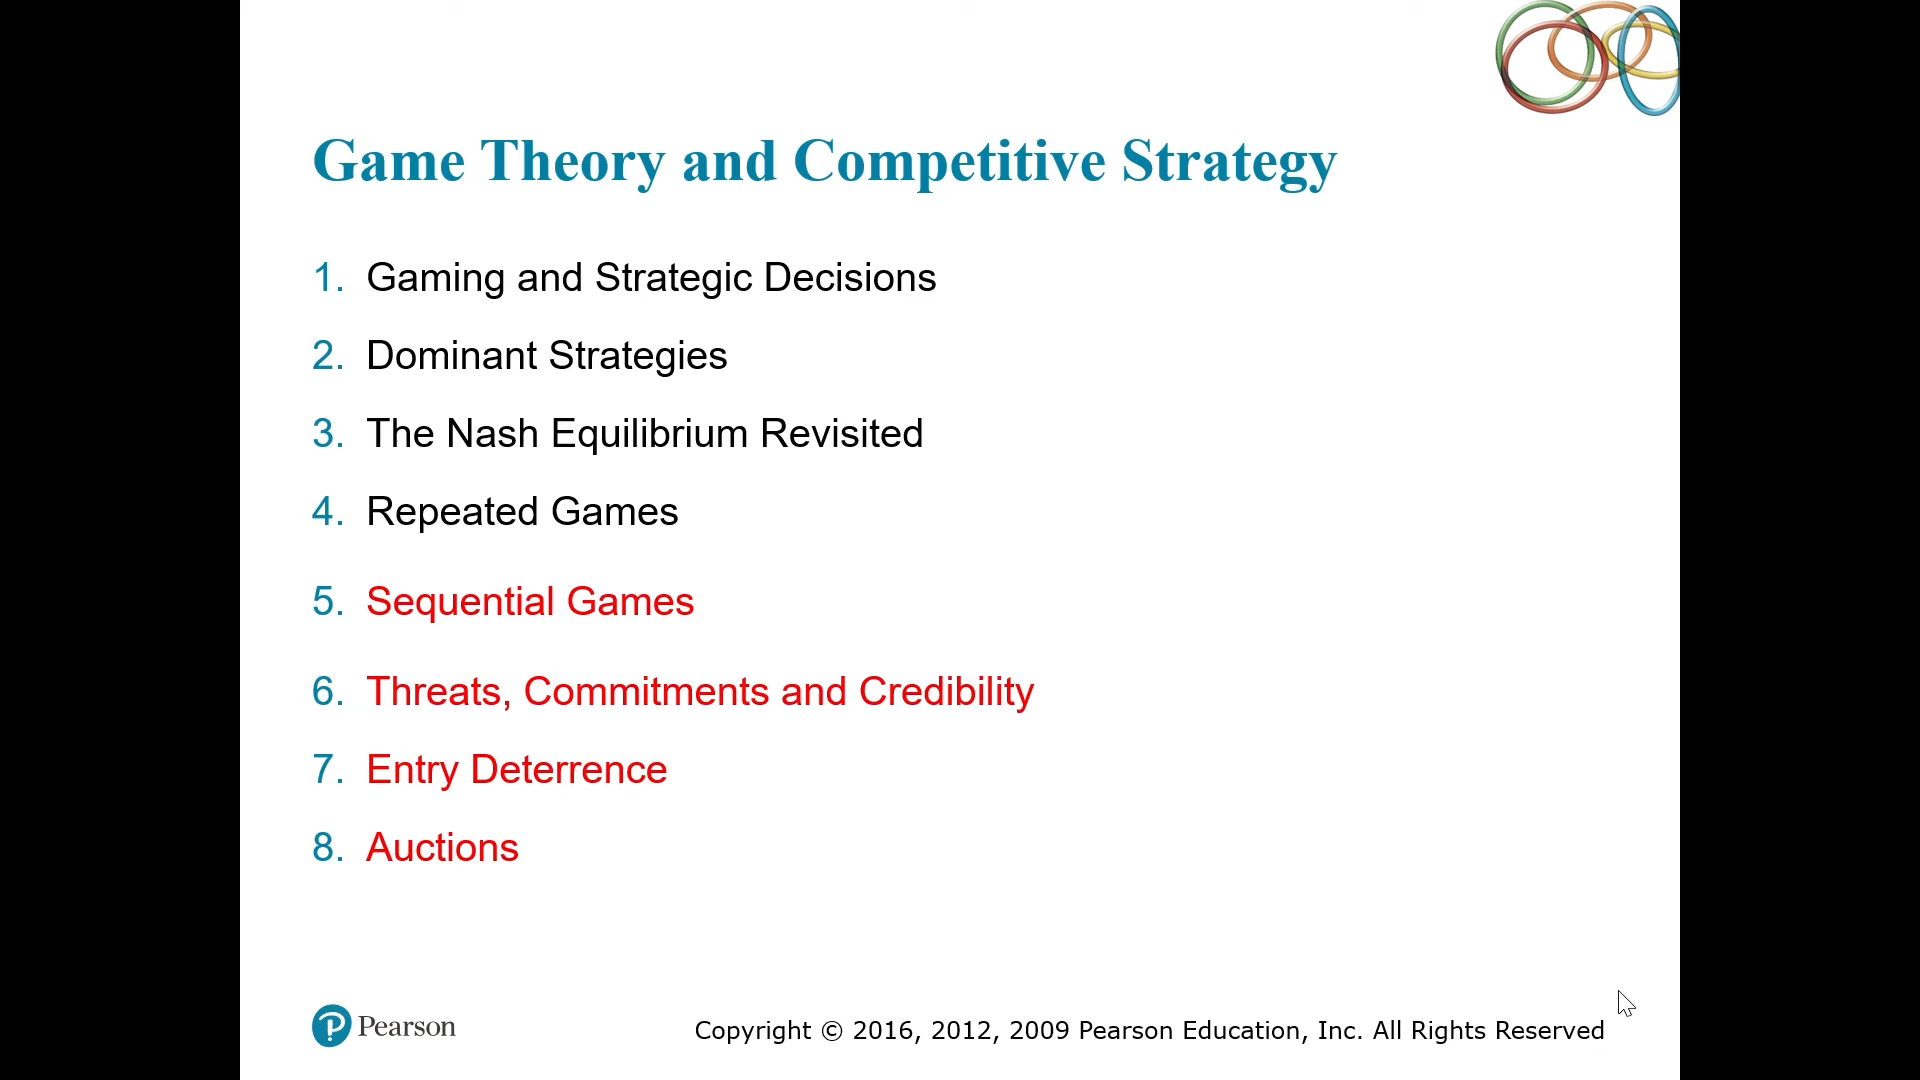 Game Theory and Competitive Strategy
1. Gaming and Strategic Decisions
2. Dominant Strategies
3. The Nash Equilibrium Revisited
4. Repeated Games
5. Sequential Games
6. Threats, Commitments and Credibility
7. Entry Deterrence
8. Auctions
Pearson
Copyright © 2016, 2012, 2009 Pearson Education, Inc. All Rights Reserved